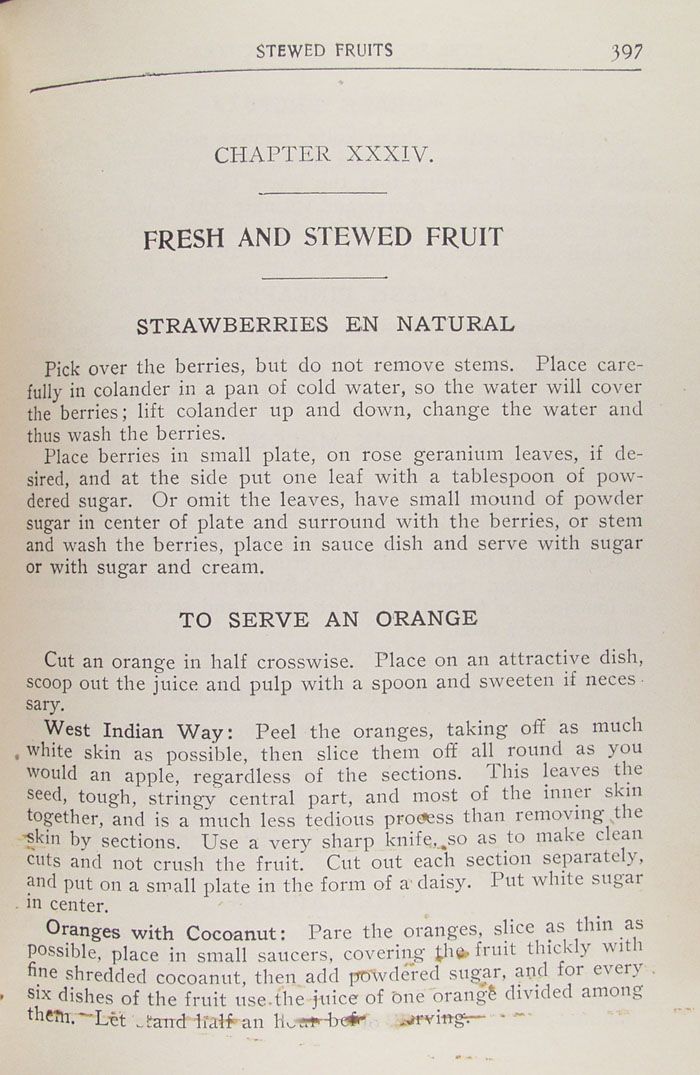 STEWED FRUITS 397
CHAPTER XXXIV.
FRESH AND STEWED FRUIT
STRAWBERRIES EN NATURAL
Pick over the berries, but do not remove stems. Place care-
fully in colander in a pan of cold water, so the water will cover
the berries; lift colander up and down, change the water and
thus wash the berries.
Place berries in small plate, on rose geranium leaves, if de-
sired, and at the side put one leaf with a tablespoon of pow-
dered sugar. Or omit the leaves, have small mound of powder
sugar in center of plate and surround with the berries, or stem
and wash the berries, place in sauce dish and serve with sugar
or with sugar and cream.
TO SERVE AN ORANGE
Cut an orange in half crosswise. Place on an attractive dish,
scoop out the juice and pulp with a spoon and sweeten if neces-
sary.
West Indian Way: Peel the oranges, taking off as much
white skin as possible, then slice them off all round as you
would an apple, regardless of the sections. This leaves the
seed, tough, stringy central part, and most of the inner skin
together, and is a much less tedious process than removing the
skin by sections. Use a very sharp knife, so as to make clean
cuts and not crush the fruit. Cut out each section separately,
and put on a small plate in the form of a daisy. Put white sugar
in center.
Oranges with Cocoanut: Pare the oranges, slice as thin as
possible, place in small saucers, covering the fruit thickly with
fine shredded cocoanut, then add powdered sugar, and for every
six dishes of the fruit use the juice of one orange divided among
them. Let stand half an hour before serving.